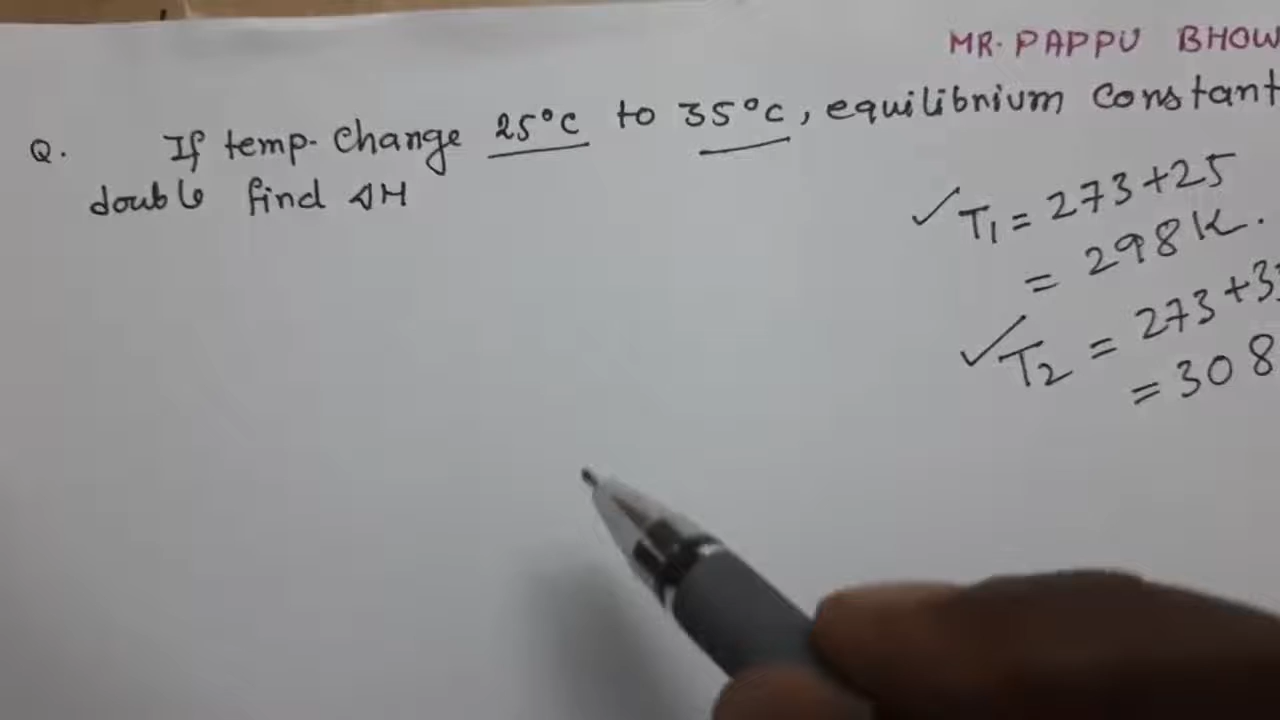 MR. PAPPU BHOW
Q. If temp. change 25°C to 35°C, equilibrium constant
double find ΔH
✓ T₁ = 273+25
= 298K.
✓ T₂ = 273+3
= 308